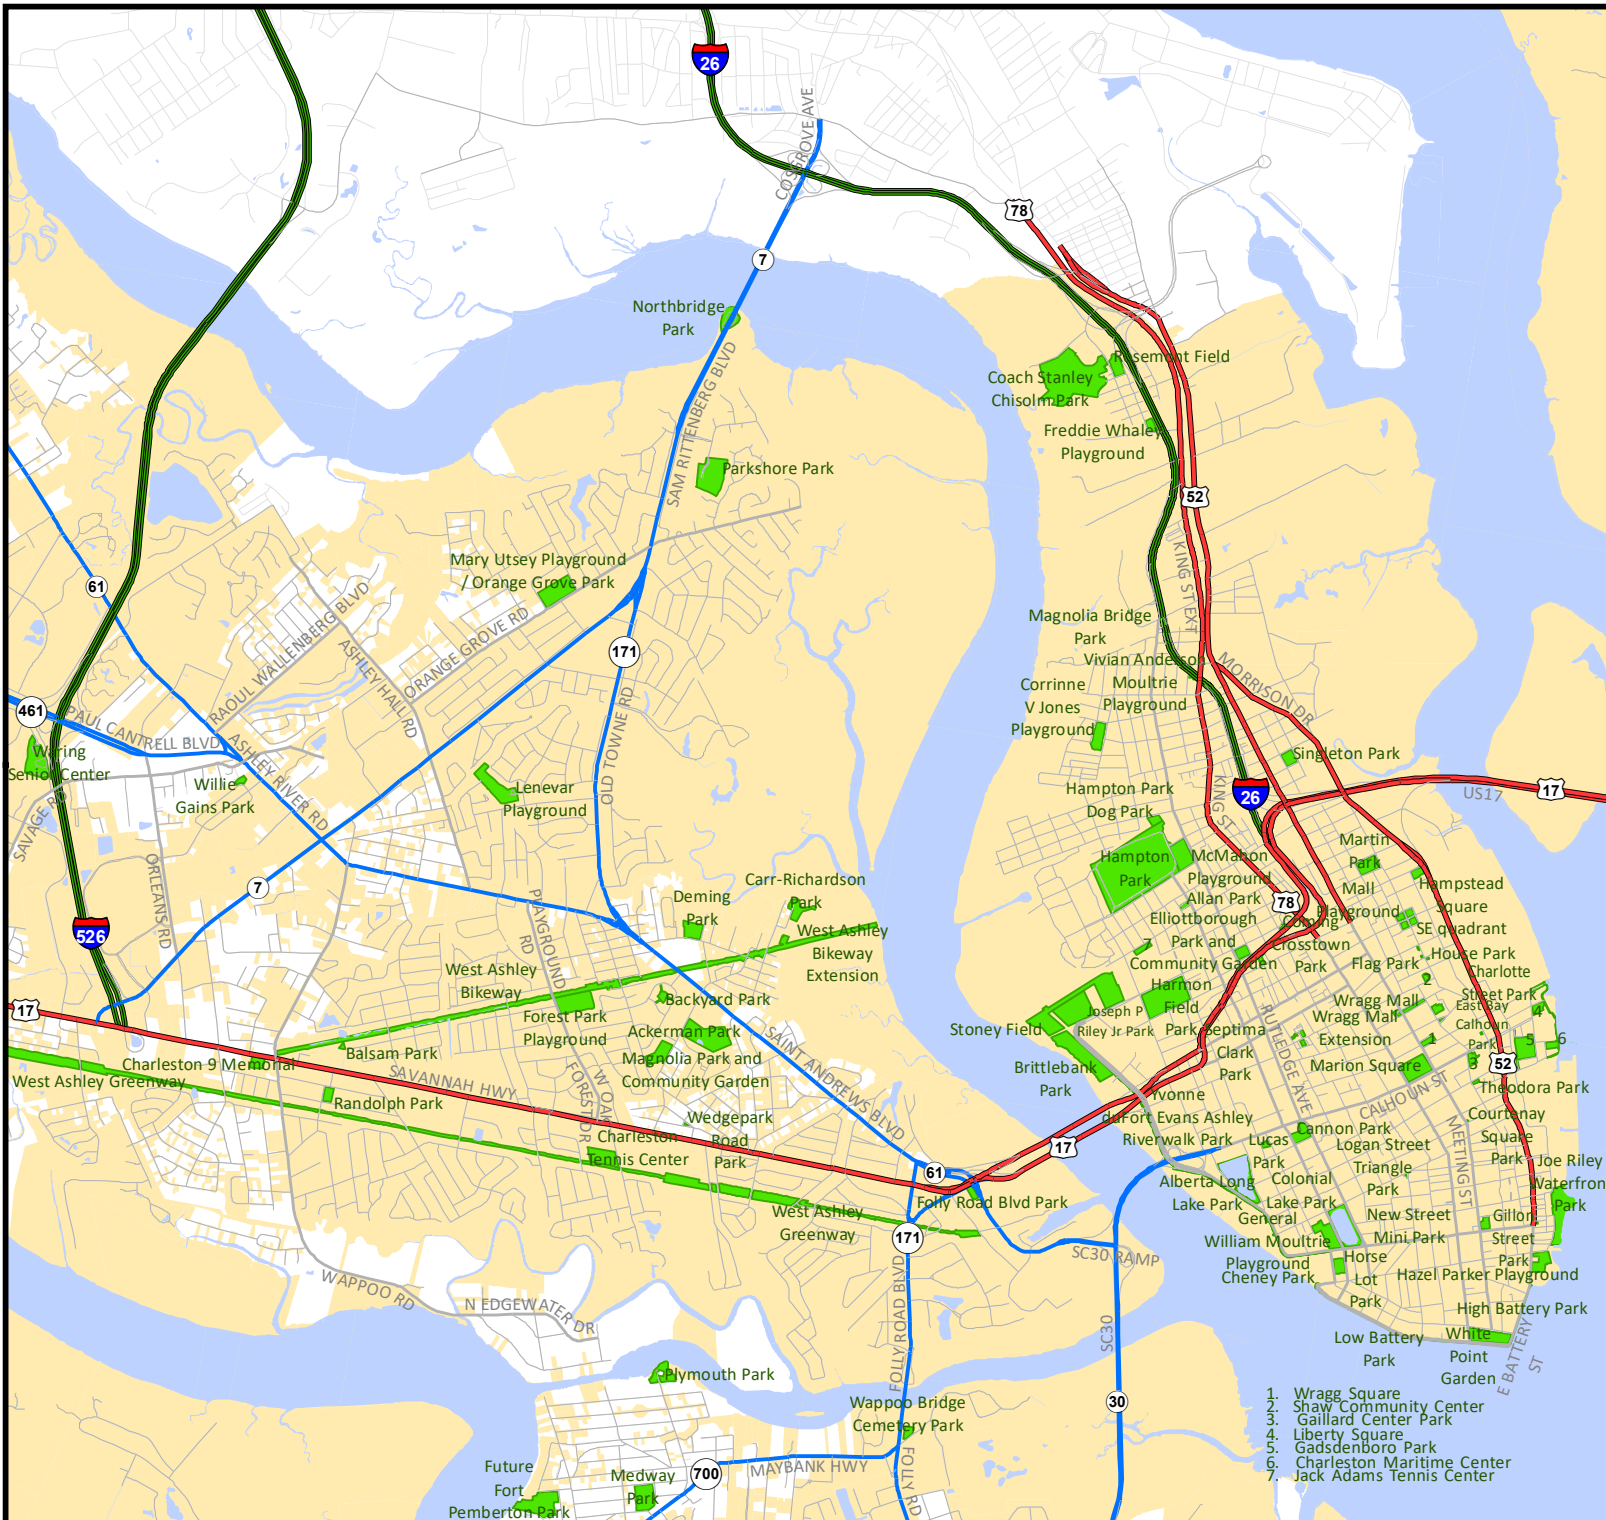 26
COSGROVE AVE
78
7
Northbridge
Park
SAM RITTENBERG BLVD
Rosemont Field
Coach Stanley
Chisolm Park
Freddie Whaley
Playground
Parkshore Park
52
KING ST EXT
61
Mary Utsey Playground
/ Orange Grove Park
ORANGE GROVE RD
RAOUL WALLENBERG BLVD
ASHLEY HALL RD
171
OLD TOWNE RD
Magnolia Bridge
Park
Vivian Anderson
Moultrie
Playground
MORRISON DR
Corrinne
V Jones
Playground
461
PAUL CANTRELL BLVD
ASHLEY RIVER RD
Waring
Senior Center
SAVAGE RD
Willie
Gains Park
Lenevar
Playground
Singleton Park
Hampton Park
Dog Park
KING ST
26
17
US17
ORLEANS RD
7
Hampton
Park
McMahon
Playground
Martin
Park
Allan Park
78
Mall
Playground
Hampstead
Square
Carr-Richardson
Park
Deming
Park
PLAYGROUND
RD
526
West Ashley
Bikeway
Extension
Elliottborough
Park and
Community Garden
Coming
Crosstown
Park
SE quadrant
House Park
Flag Park
Charlotte
Street Park
7
2
West Ashley
Bikeway
Forest Park
Playground
Backyard Park
Ackerman Park
Magnolia Park and
Community Garden
Harmon
Field
Park
Joseph P
Riley Jr Park
Stoney Field
Brittlebank
Park
Septima
Clark
Park
RUTLEDGE AVE
Wragg Mall
Wragg Mall
Extension
East Bay
Calhoun
Park
4
1
5
6
3
52
Marion Square
Theodora Park
17
Charleston 9 Memorial
Balsam Park
West Ashley Greenway
SAVANNAH HWY
Randolph Park
W OAK
FOREST DR
SAINT ANDREWS BLVD
Wedgepark
Road
Park
Charleston
Tennis Center
61
17
Yvonne
duFort Evans Ashley
Riverwalk Park
CALHOUN ST
Cannon Park
Lucas
Park
Logan Street
Triangle
Park
MEETING ST
Courtenay
Square
Park
Joe Riley
Waterfront
Park
Folly Road Blvd Park
West Ashley
Greenway
171
Alberta Long
Lake Park
Colonial
Lake Park
General
William Moultrie
Playground
New Street
Mini Park
Gillon
Street
Park
Cheney Park
Horse
Lot
Park
Hazel Parker Playground
High Battery Park
SC30 RAMP
SC30
WAPPOO RD
N EDGEWATER DR
FOLLY ROAD BLVD
Low Battery
Park
White
Point
Garden
E BATTERY
ST
Plymouth Park
Wappoo Bridge
Cemetery Park
30
700
MAYBANK HWY
FOLLY RD
Future
Fort
Pemberton Park
Medway
Park
1. Wragg Square
2. Shaw Community Center
3. Gaillard Center Park
4. Liberty Square
5. Gadsdenboro Park
6. Charleston Maritime Center
7. Jack Adams Tennis Center